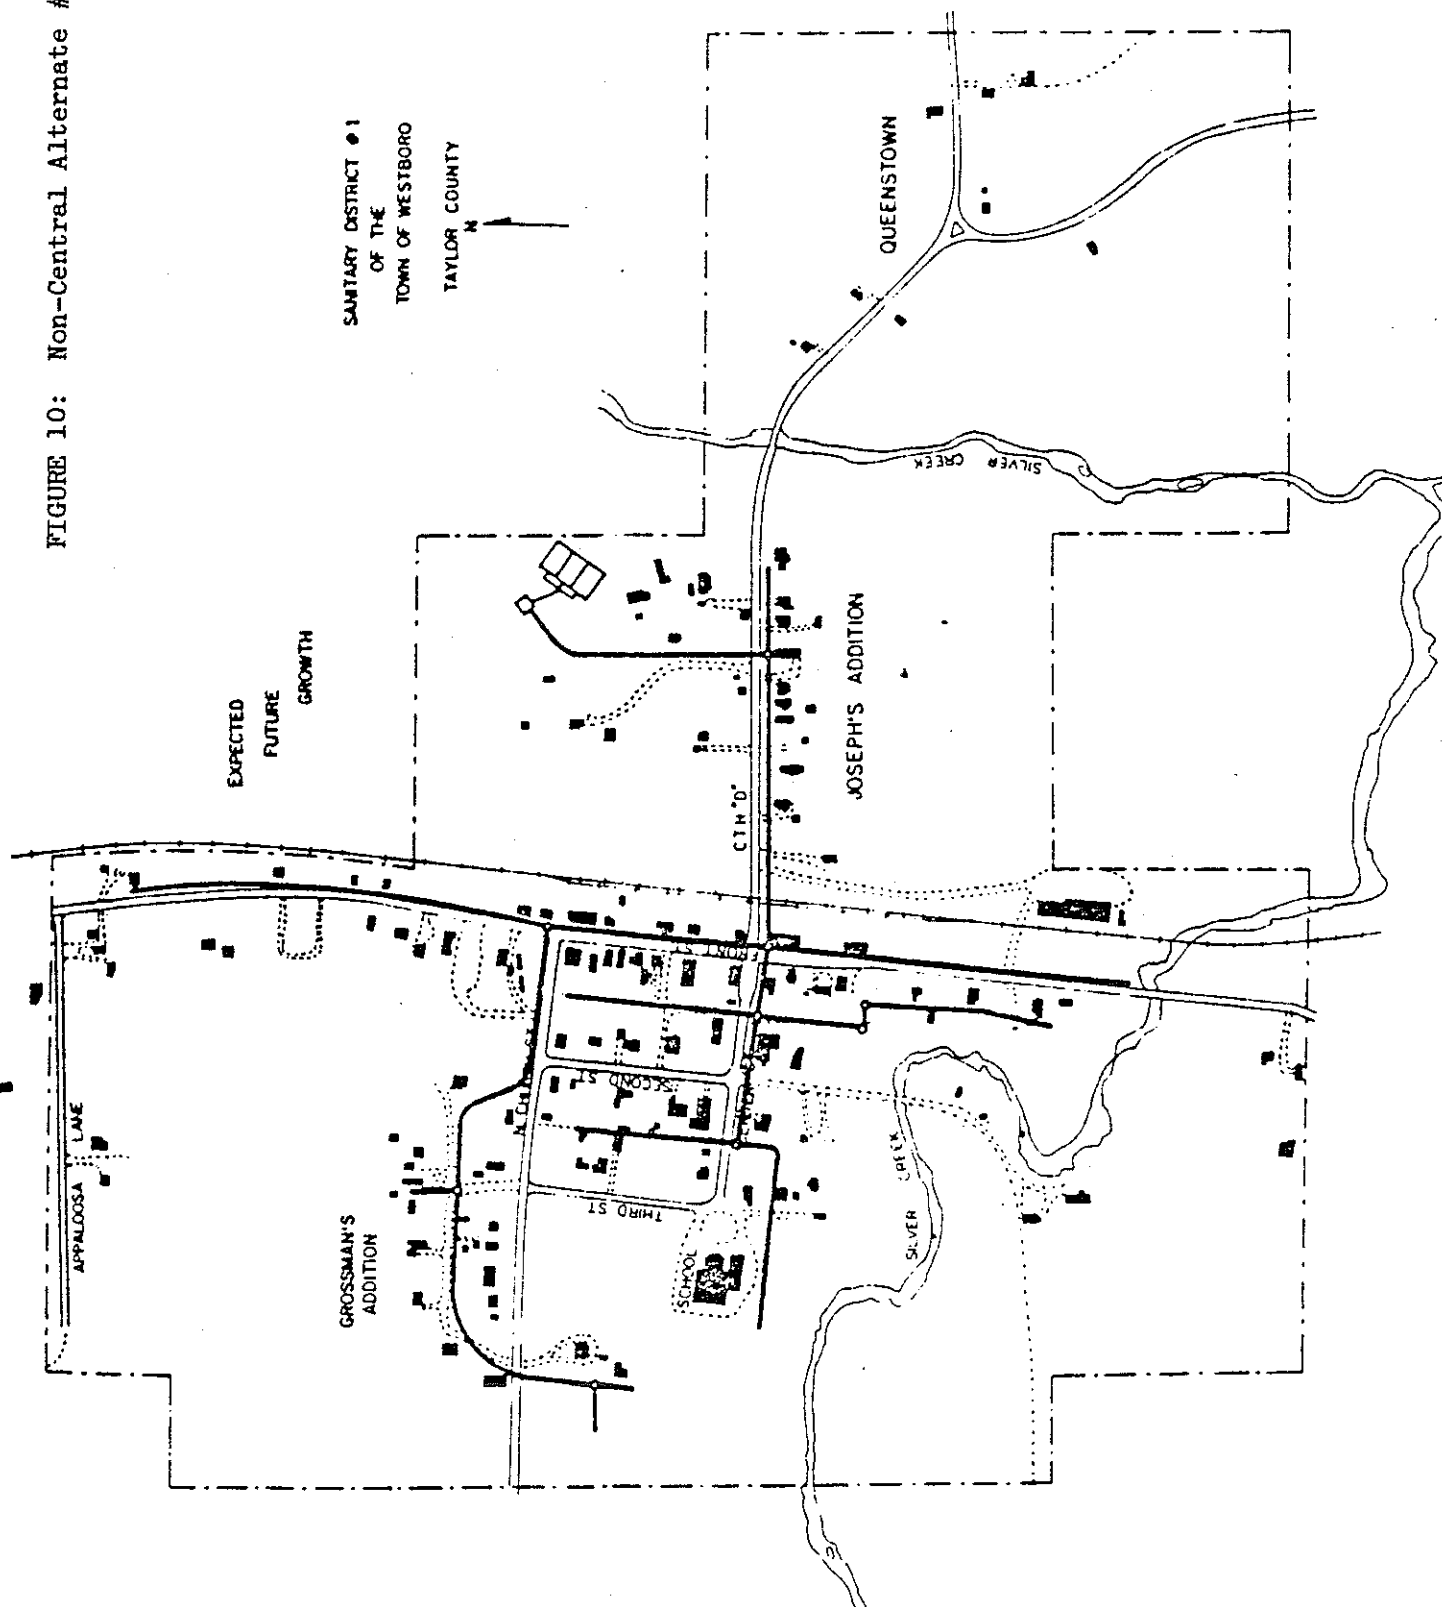 FIGURE 10: Non-Central Alternate #
SANITARY DISTRICT #1
OF THE
TOWN OF WESTBORO
TAYLOR COUNTY
N
EXPECTED
FUTURE
GROWTH
QUEENSTOWN
SILVER CREEK
JOSEPH'S ADDITION
CTH "D"
APPALOOSA LANE
GROSSMAN'S
ADDITION
FRONT ST
SECOND ST
THIRD ST
SCHOOL
SILVER CREEK